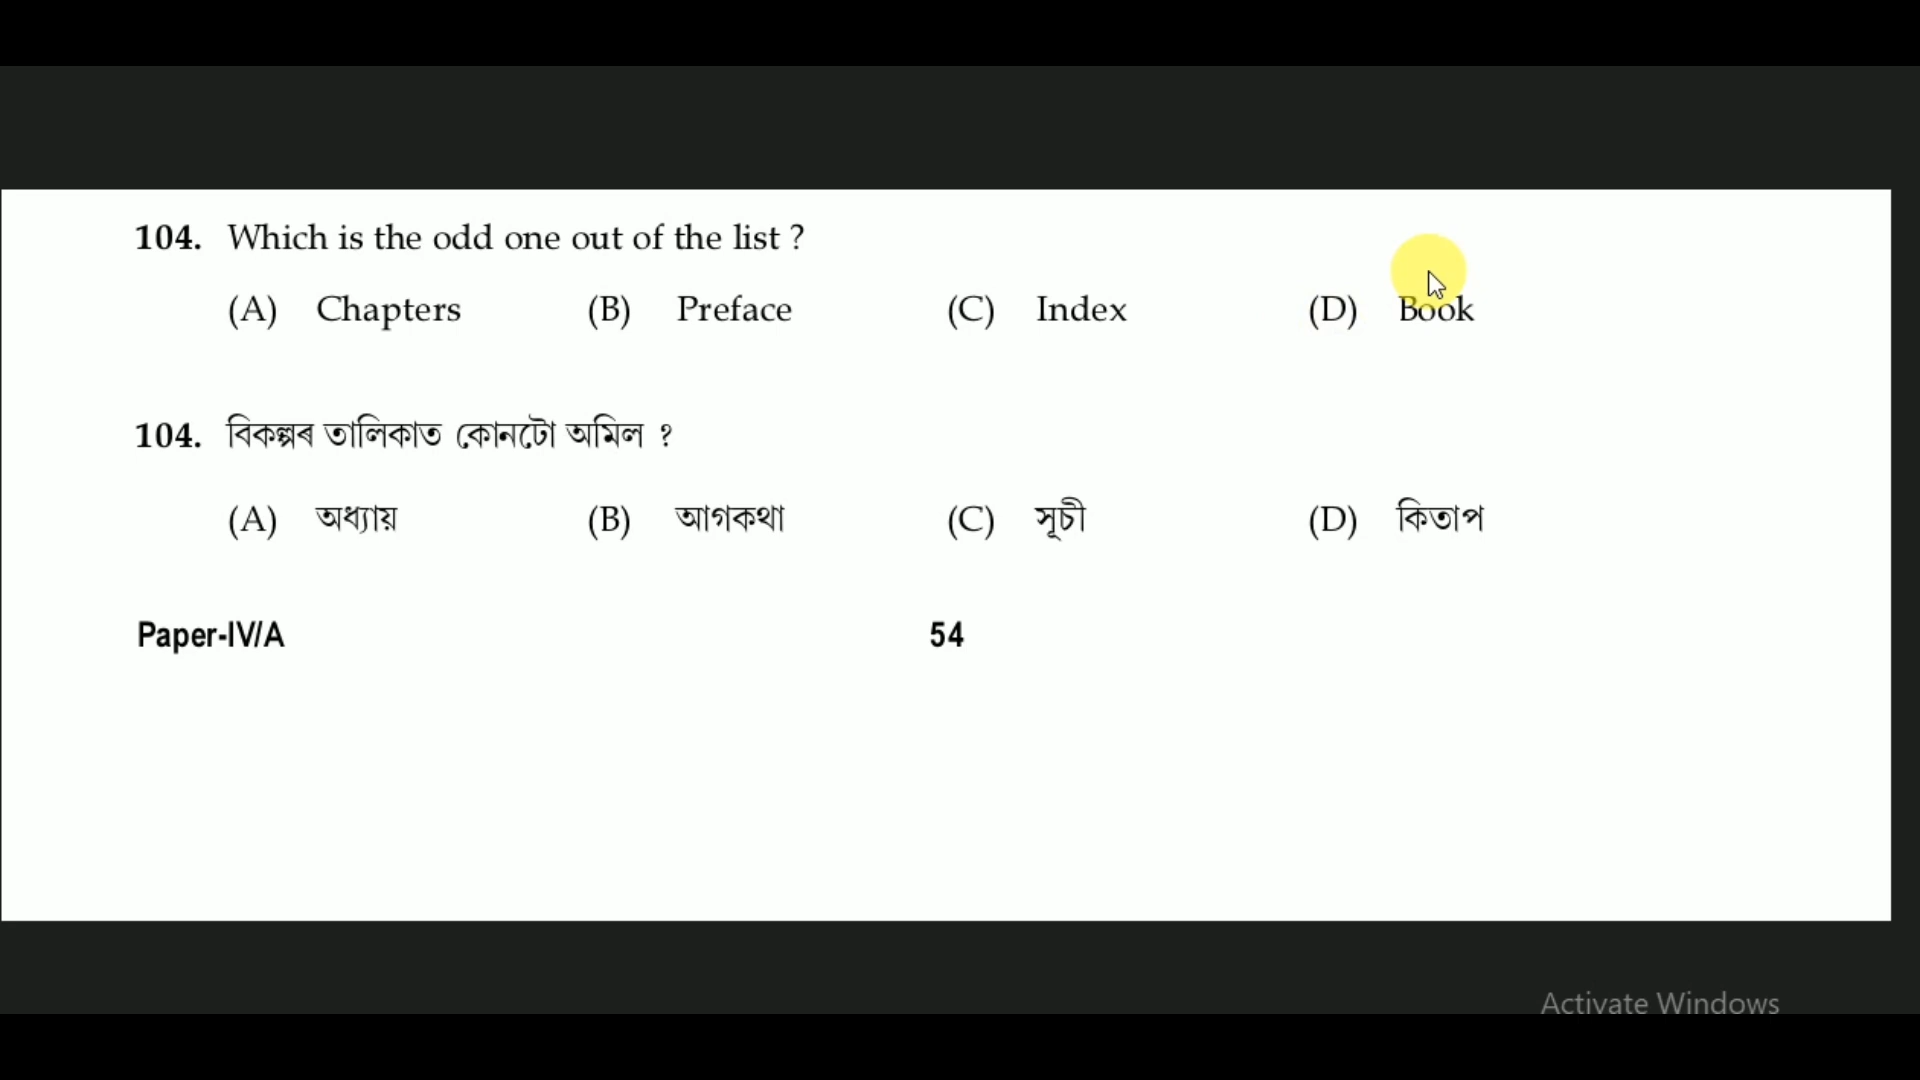 104. Which is the odd one out of the list ?
(A) Chapters (B) Preface (C) Index (D) Book
104. বিকল্পৰ তালিকাত কোনটো অমিল ?
(A) অধ্যায় (B) আগকথা (C) সূচী (D) কিতাপ
Paper-IV/A 54
Activate Windows